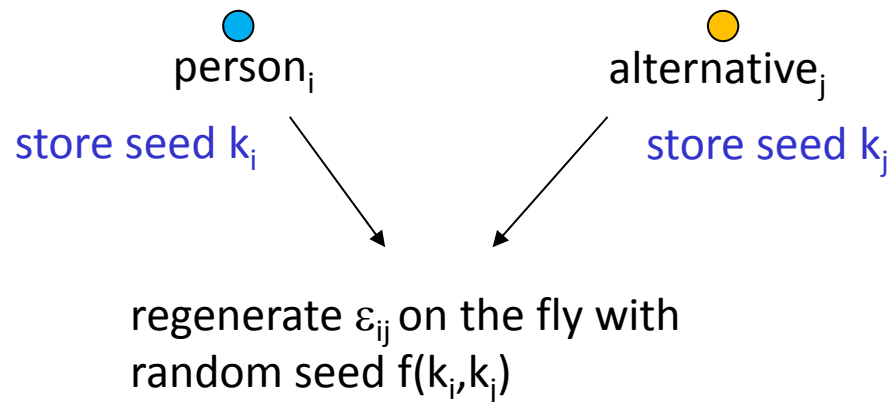 person_i
alternative_j
store seed k_i
store seed k_j
regenerate ε_ij on the fly with
random seed f(k_i,k_j)